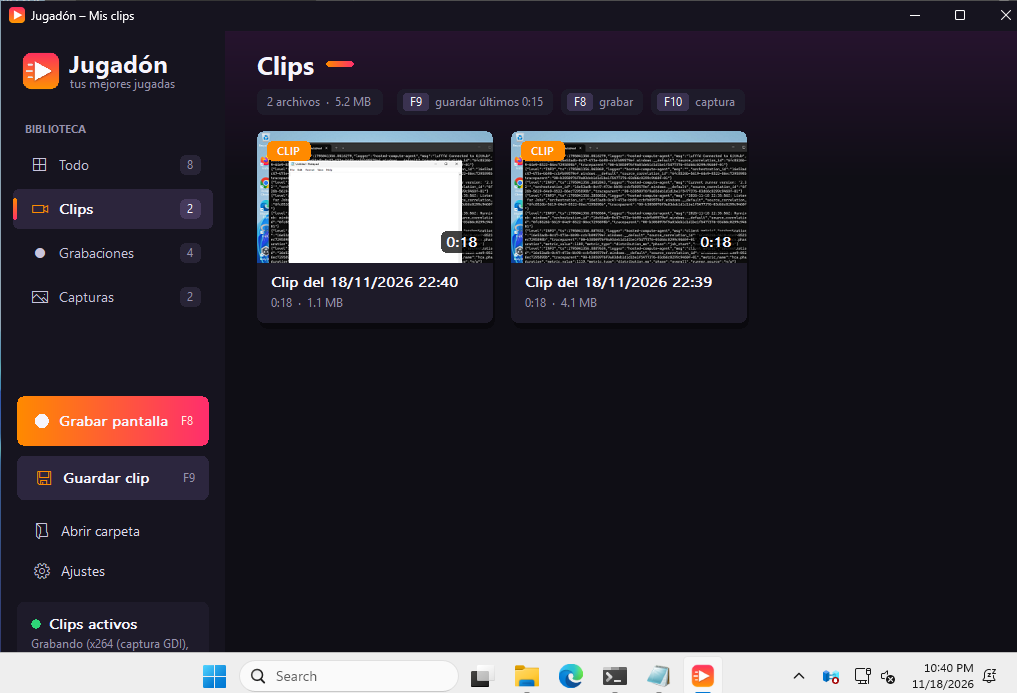 Jugadón – Mis clips
Jugadón
tus mejores jugadas
BIBLIOTECA
Todo 8
Clips 2
Grabaciones 4
Capturas 2
Grabar pantalla F8
Guardar clip F9
Abrir carpeta
Ajustes
Clips activos
Grabando (x264 (captura GDI),
Clips
2 archivos · 5.2 MB
F9 guardar últimos 0:15
F8 grabar
F10 captura
CLIP
0:18
Clip del 18/11/2026 22:40
0:18 · 1.1 MB
CLIP
0:18
Clip del 18/11/2026 22:39
0:18 · 4.1 MB
Search
10:40 PM
11/18/2026